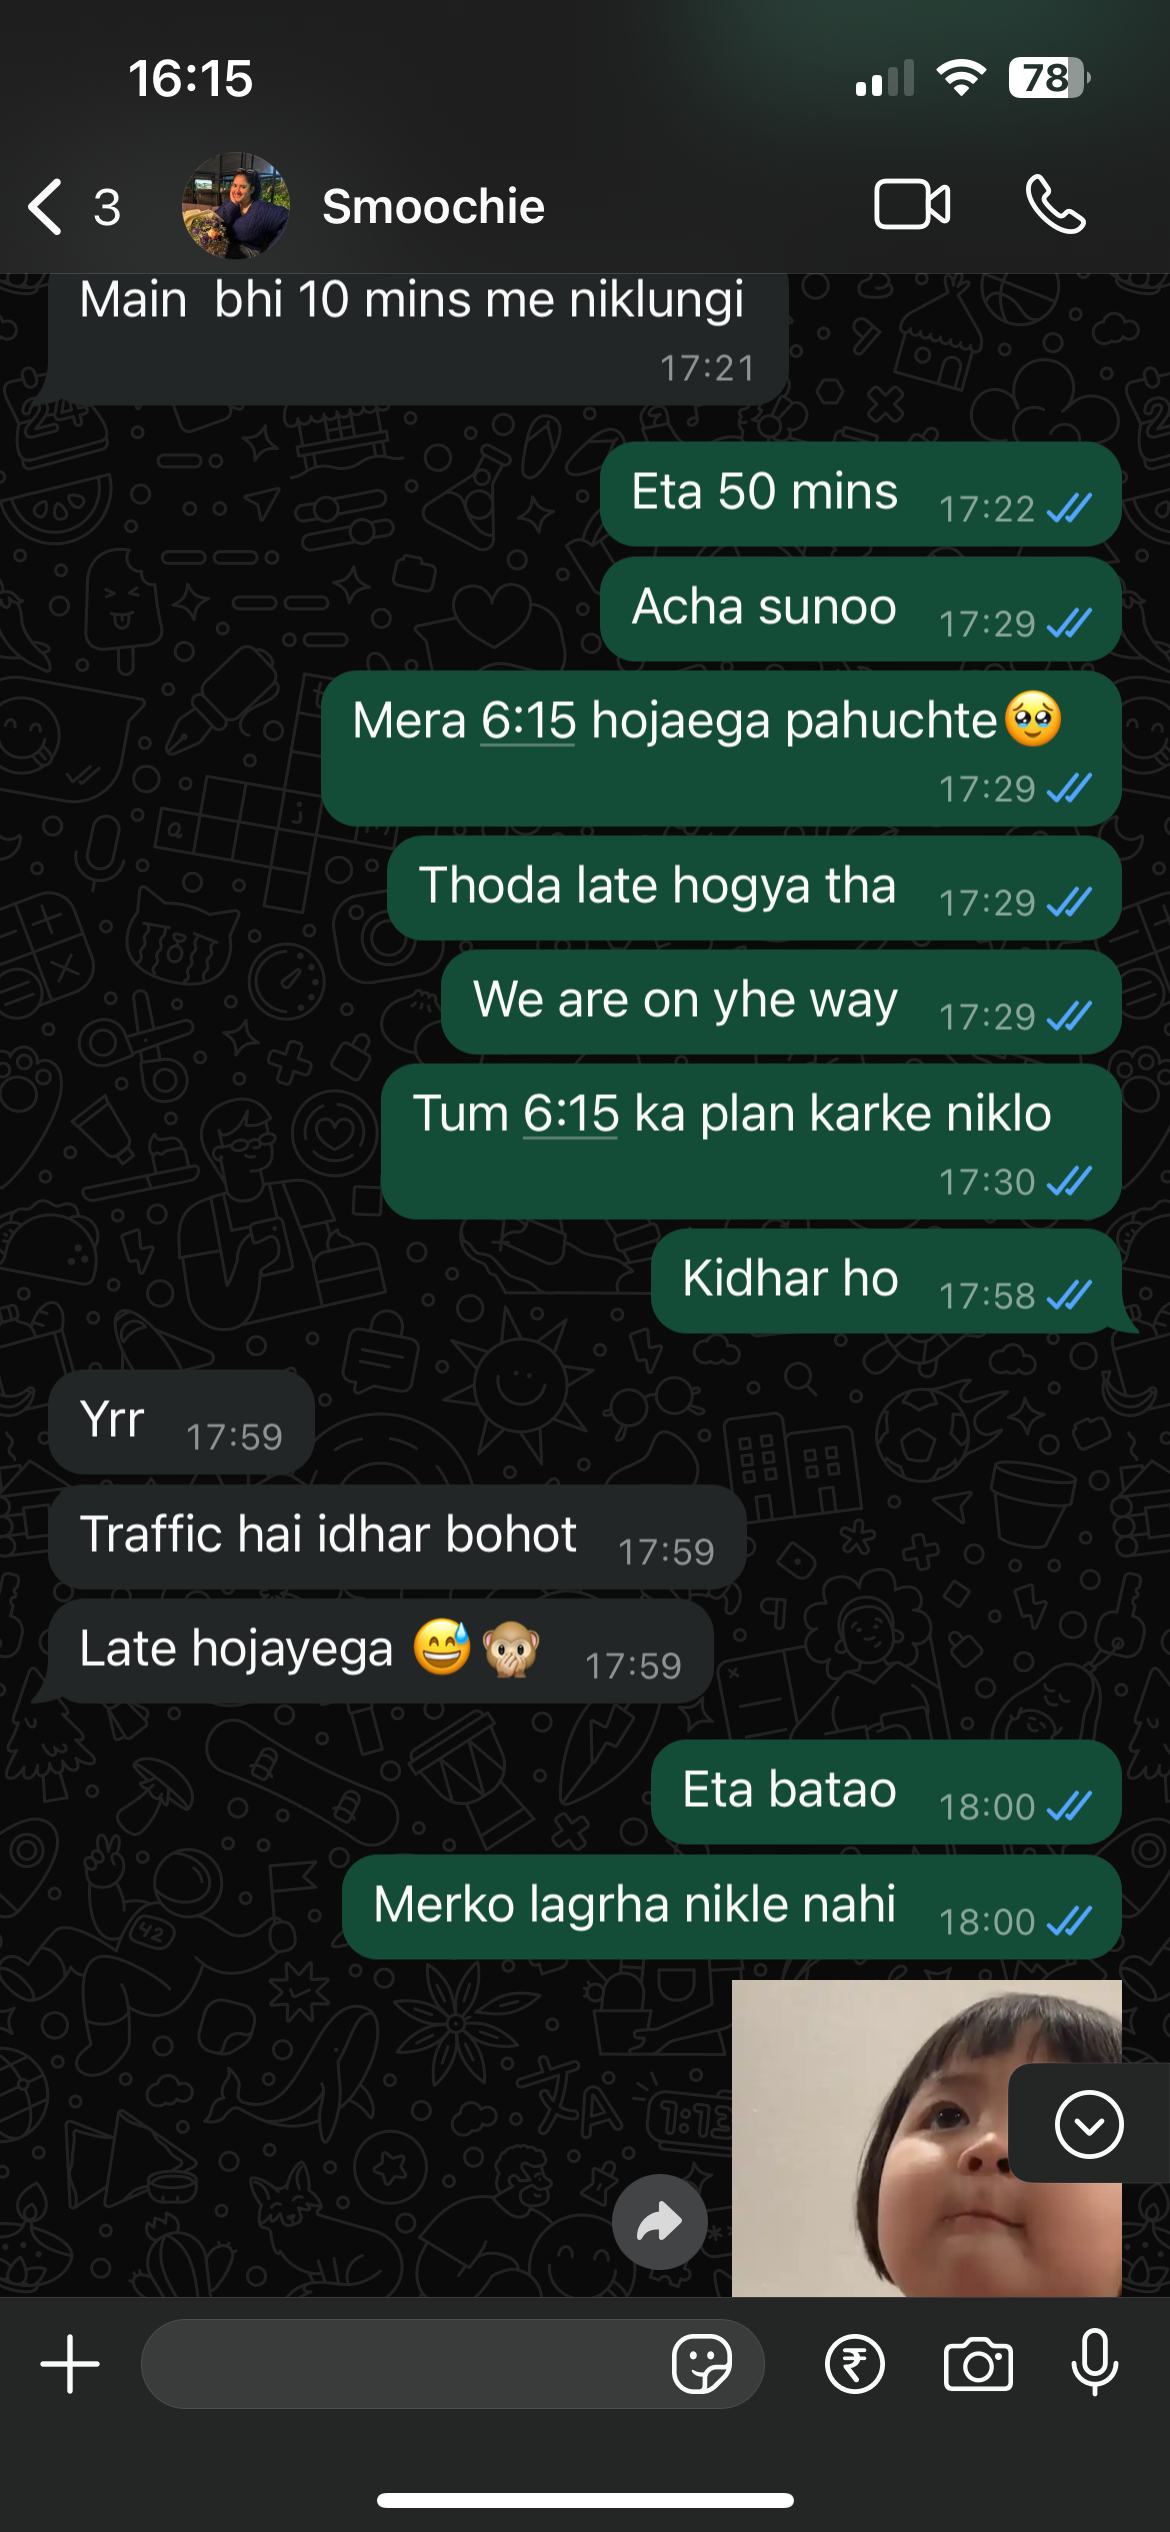 16:15
78
3
Smoochie
Main  bhi 10 mins me niklungi
17:21
Eta 50 mins
17:22
Acha sunoo
17:29
Mera 6:15 hojaega pahuchte🥹
17:29
Thoda late hogya tha
17:29
We are on yhe way
17:29
Tum 6:15 ka plan karke niklo
17:30
Kidhar ho
17:58
Yrr
17:59
Traffic hai idhar bohot
17:59
Late hojayega 😅🙊
17:59
Eta batao
18:00
Merko lagrha nikle nahi
18:00
₹